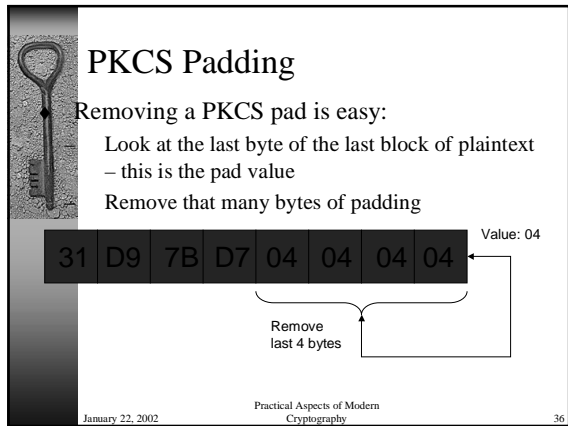 PKCS Padding
Removing a PKCS pad is easy:
Look at the last byte of the last block of plaintext
– this is the pad value
Remove that many bytes of padding
Value: 04
31 D9 7B D7 04 04 04 04
Remove
last 4 bytes
January 22, 2002
Practical Aspects of Modern
Cryptography
36